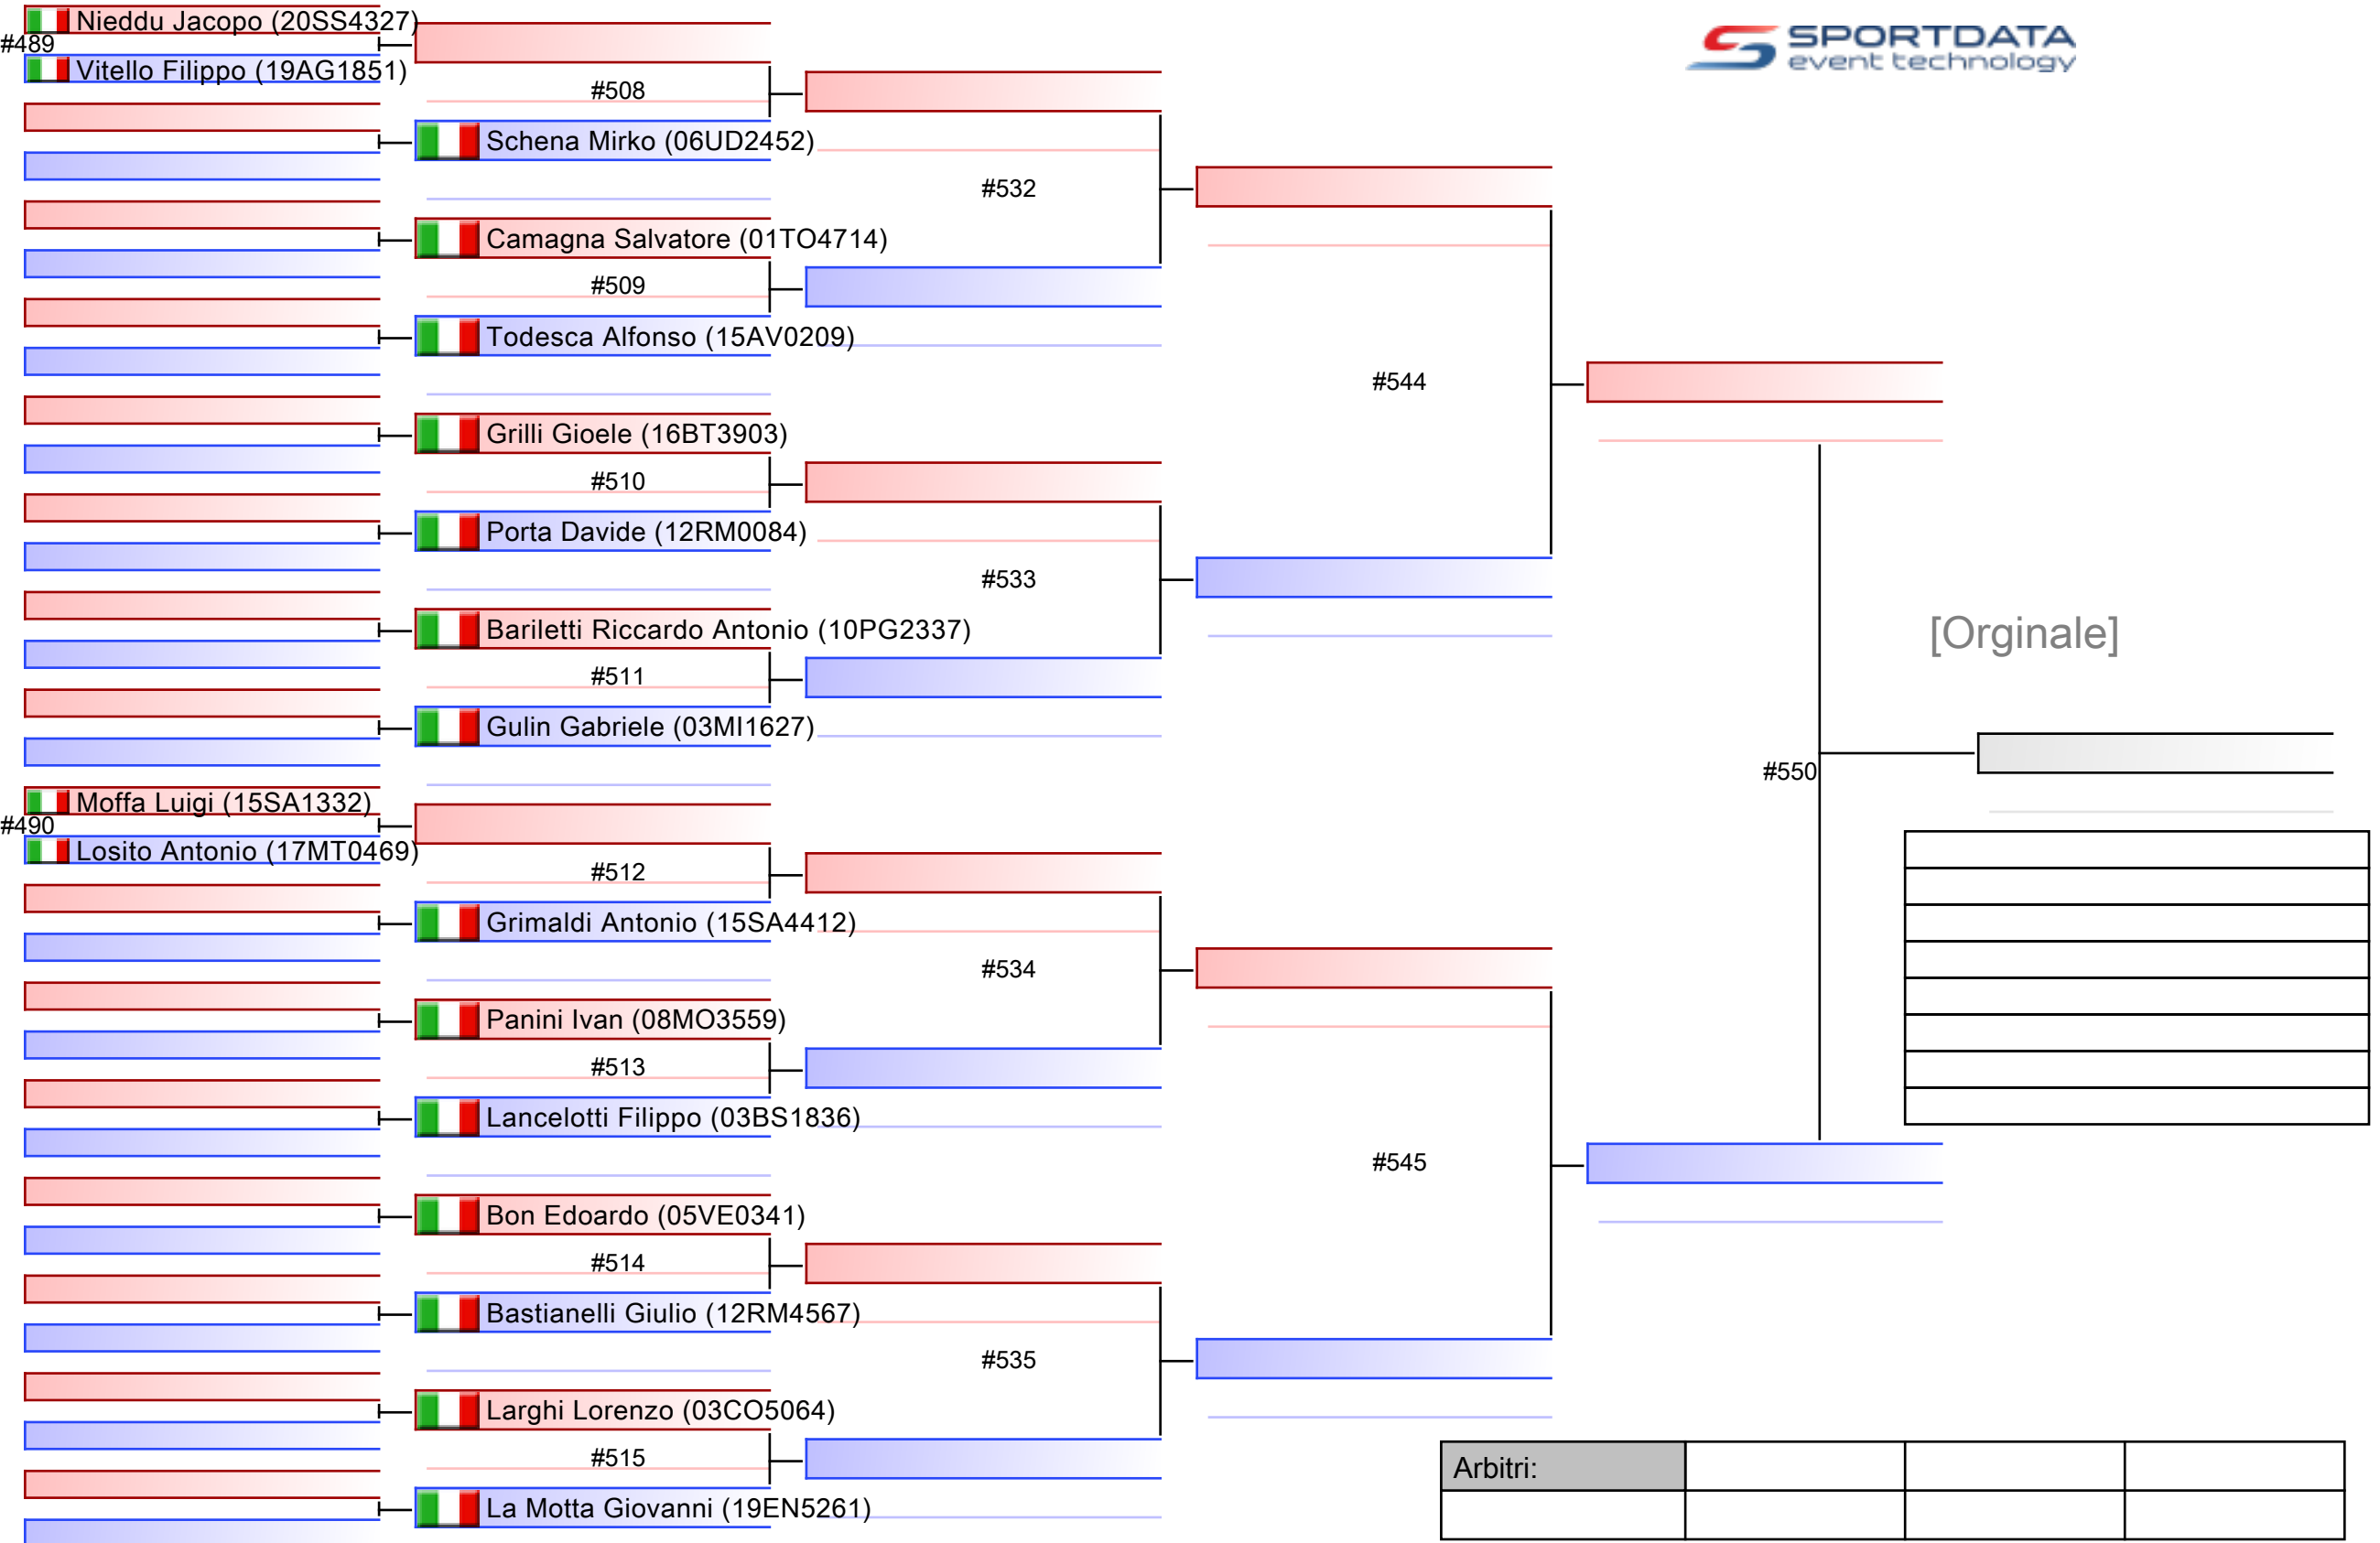 Nieddu Jacopo (20SS4327)
#489
Vitello Filippo (19AG1851)
#508
Schena Mirko (06UD2452)
#532
Camagna Salvatore (01TO4714)
#509
Todesca Alfonso (15AV0209)
#544
Grilli Gioele (16BT3903)
#510
Porta Davide (12RM0084)
#533
Bariletti Riccardo Antonio (10PG2337)
#511
Gulin Gabriele (03MI1627)
#550
Moffa Luigi (15SA1332)
#490
Losito Antonio (17MT0469)
#512
Grimaldi Antonio (15SA4412)
#534
Panini Ivan (08MO3559)
#513
Lancelotti Filippo (03BS1836)
#545
Bon Edoardo (05VE0341)
#514
Bastianelli Giulio (12RM4567)
#535
Larghi Lorenzo (03CO5064)
#515
La Motta Giovanni (19EN5261)
SPORTDATA
event technology
[Orginale]
Arbitri: